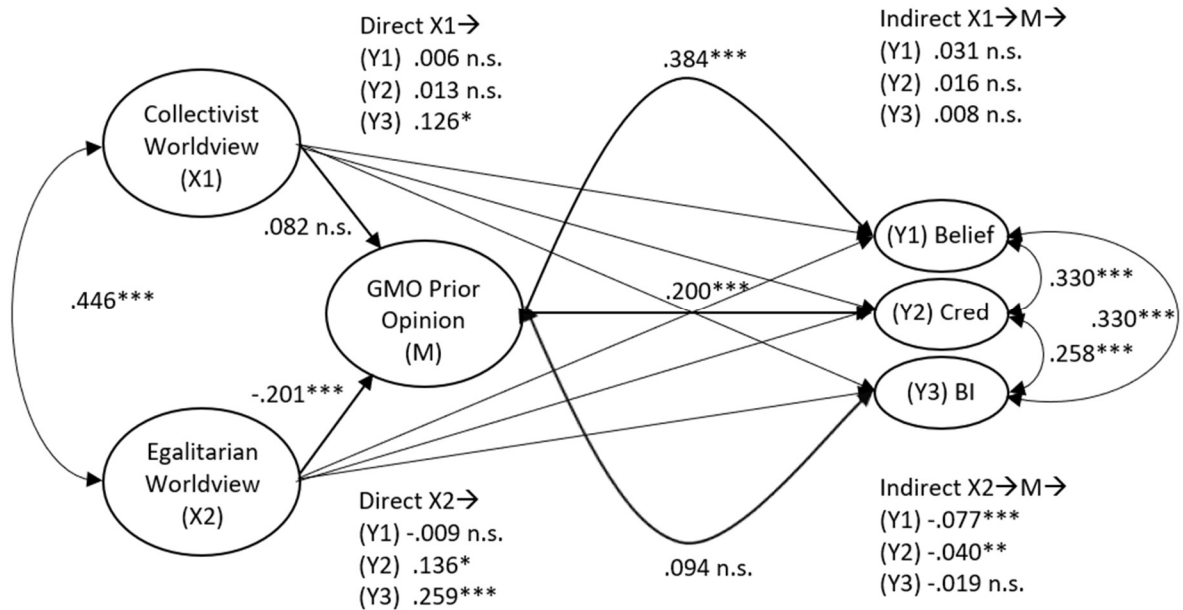 Direct X1→
(Y1) .006 n.s.
(Y2) .013 n.s.
(Y3) .126*
Indirect X1→M→
(Y1) .031 n.s.
(Y2) .016 n.s.
(Y3) .008 n.s.
.384***
Collectivist
Worldview
(X1)
.082 n.s.
.446***
GMO Prior
Opinion
(M)
.200***
(Y1) Belief
(Y2) Cred
(Y3) BI
.330***
.330***
.258***
-.201***
Egalitarian
Worldview
(X2)
Direct X2→
(Y1) -.009 n.s.
(Y2) .136*
(Y3) .259***
.094 n.s.
Indirect X2→M→
(Y1) -.077***
(Y2) -.040**
(Y3) -.019 n.s.